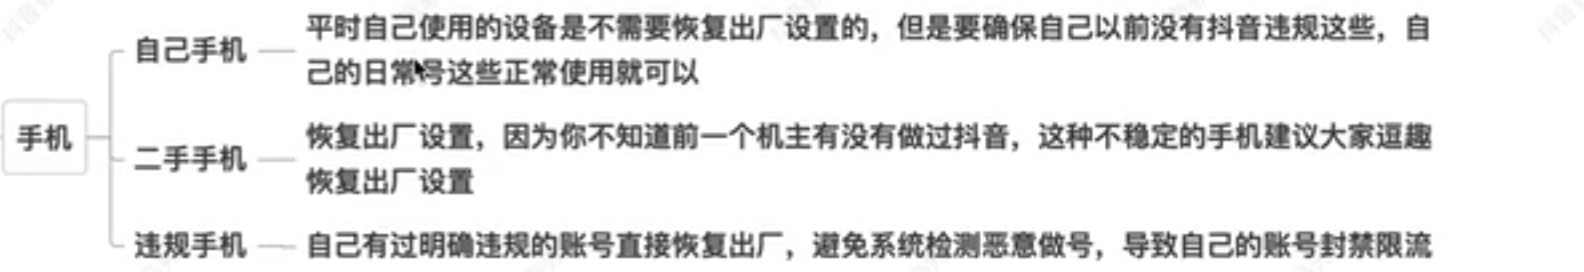 手机
自己手机
平时自己使用的设备是不需要恢复出厂设置的，但是要确保自己以前没有抖音违规这些，自
己的日常号这些正常使用就可以
二手手机
恢复出厂设置，因为你不知道前一个机主有没有做过抖音，这种不稳定的手机建议大家逗趣
恢复出厂设置
违规手机
自己有过明确违规的账号直接恢复出厂，避免系统检测恶意做号，导致自己的账号封禁限流